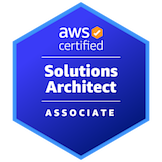 aws
certified
Solutions
Architect
ASSOCIATE